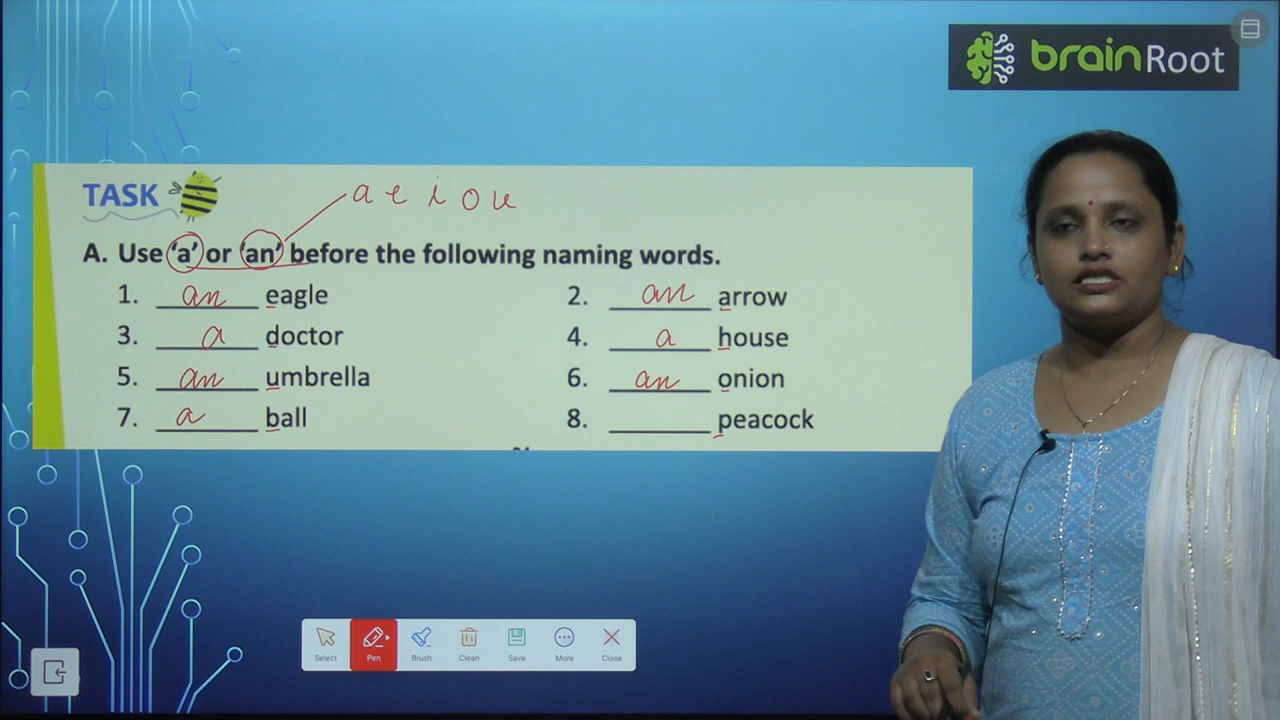 brainRoot
TASK
a e i o u
A. Use 'a' or 'an' before the following naming words.
1. an eagle
2. an arrow
3. a doctor
4. a house
5. an umbrella
6. an onion
7. a ball
8. ________ peacock
Select Pen Brush Clean Save More Close